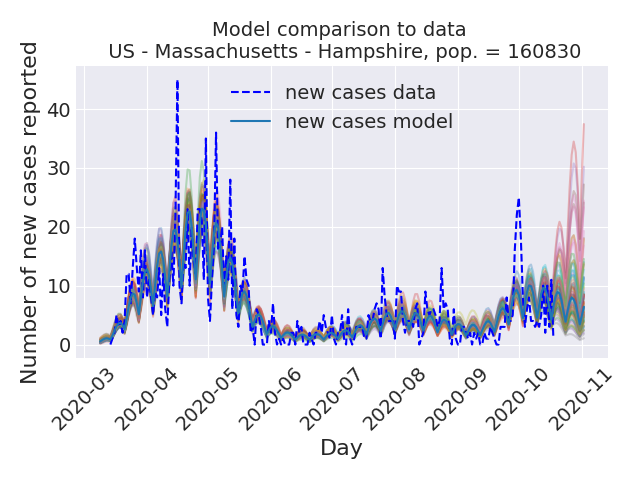 Model comparison to data
US - Massachusetts - Hampshire, pop. = 160830
Number of new cases reported
40
30
20
10
0
new cases data
new cases model
2020-03
2020-04
2020-05
2020-06
2020-07
2020-08
2020-09
2020-10
2020-11
Day